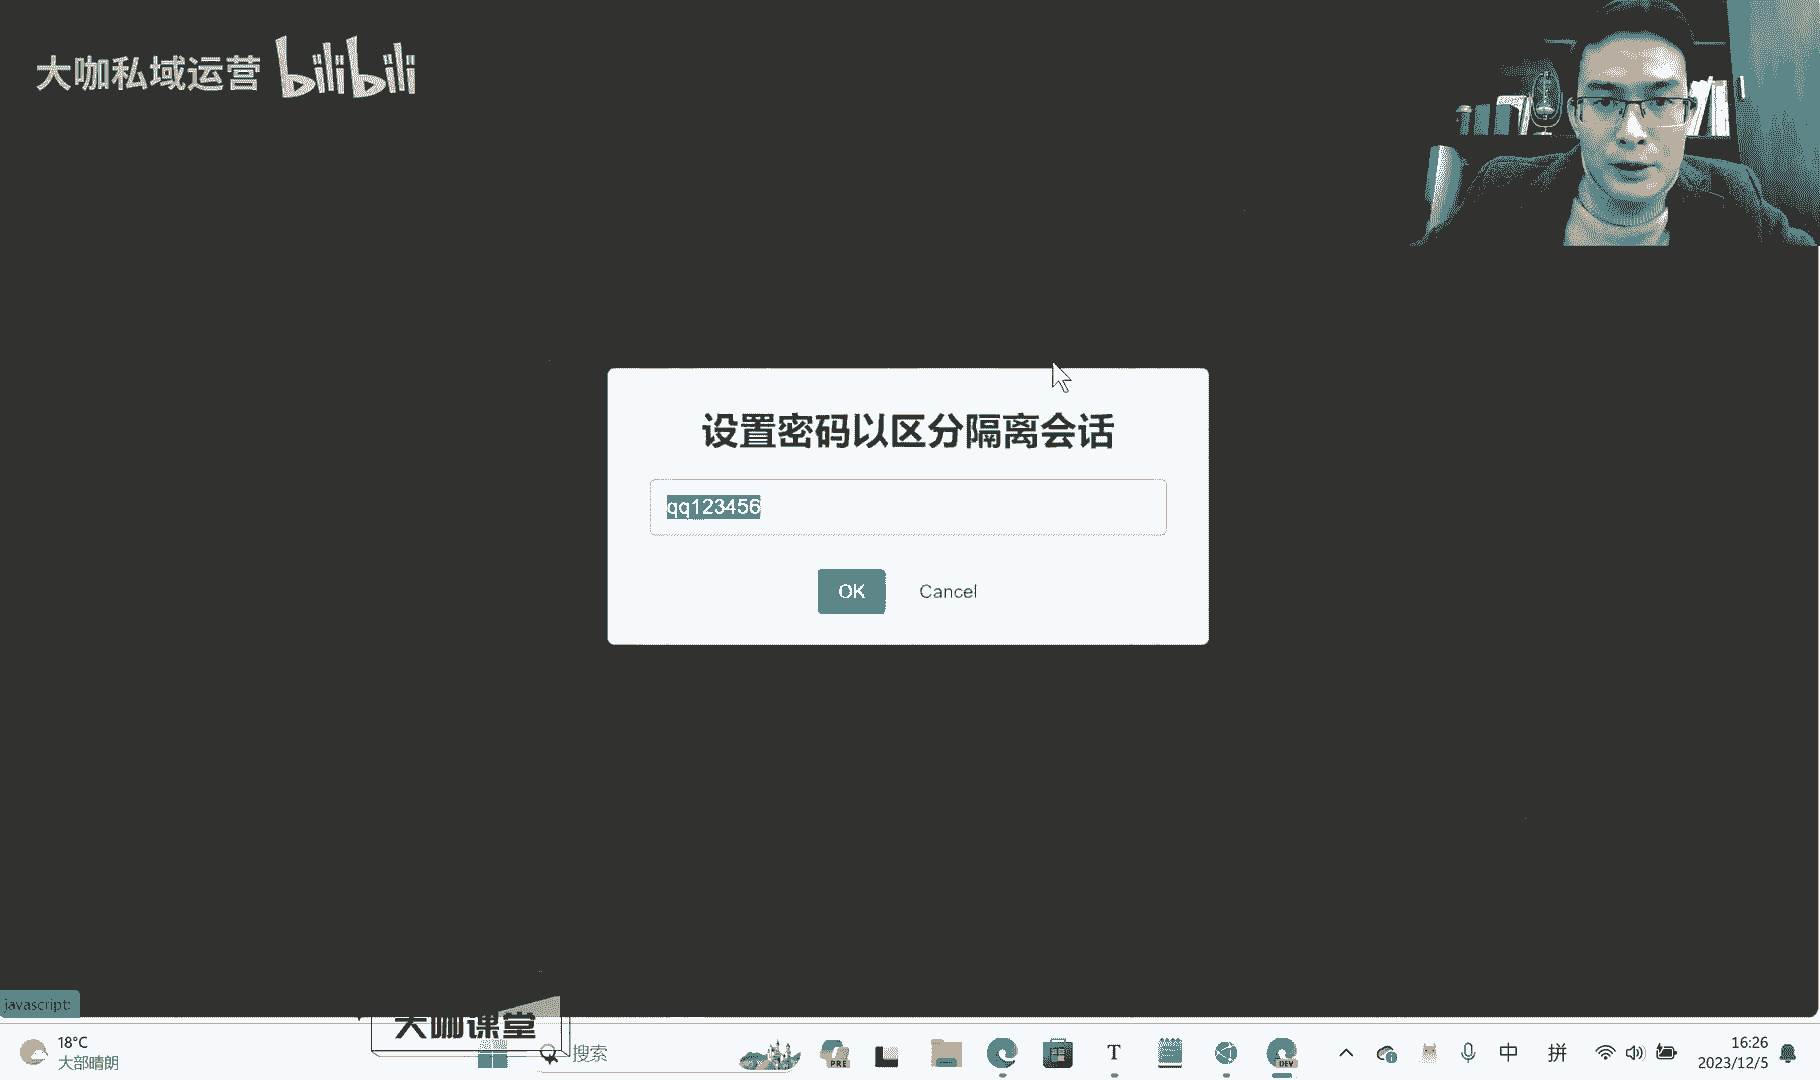 大咖私域运营 bilibili
设置密码以区分隔离会话
qq123456
OK Cancel
javascript:
大咖课堂
18°C
大部晴朗
搜索
PRE
T
DEV
中
拼
16:26
2023/12/5